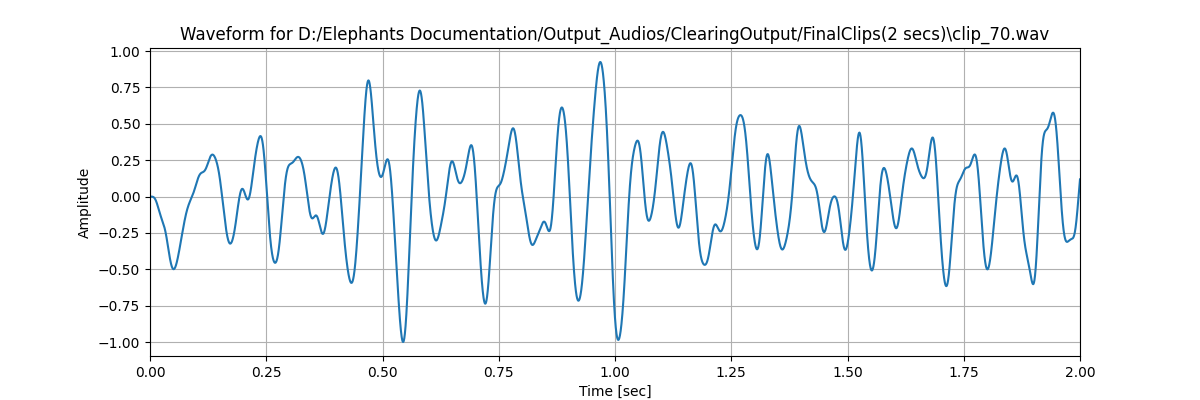 Waveform for D:/Elephants Documentation/Output_Audios/ClearingOutput/FinalClips(2 secs)\clip_70.wav
1.00
0.75
0.50
0.25
0.00
−0.25
−0.50
−0.75
−1.00
Amplitude
0.00 0.25 0.50 0.75 1.00 1.25 1.50 1.75 2.00
Time [sec]